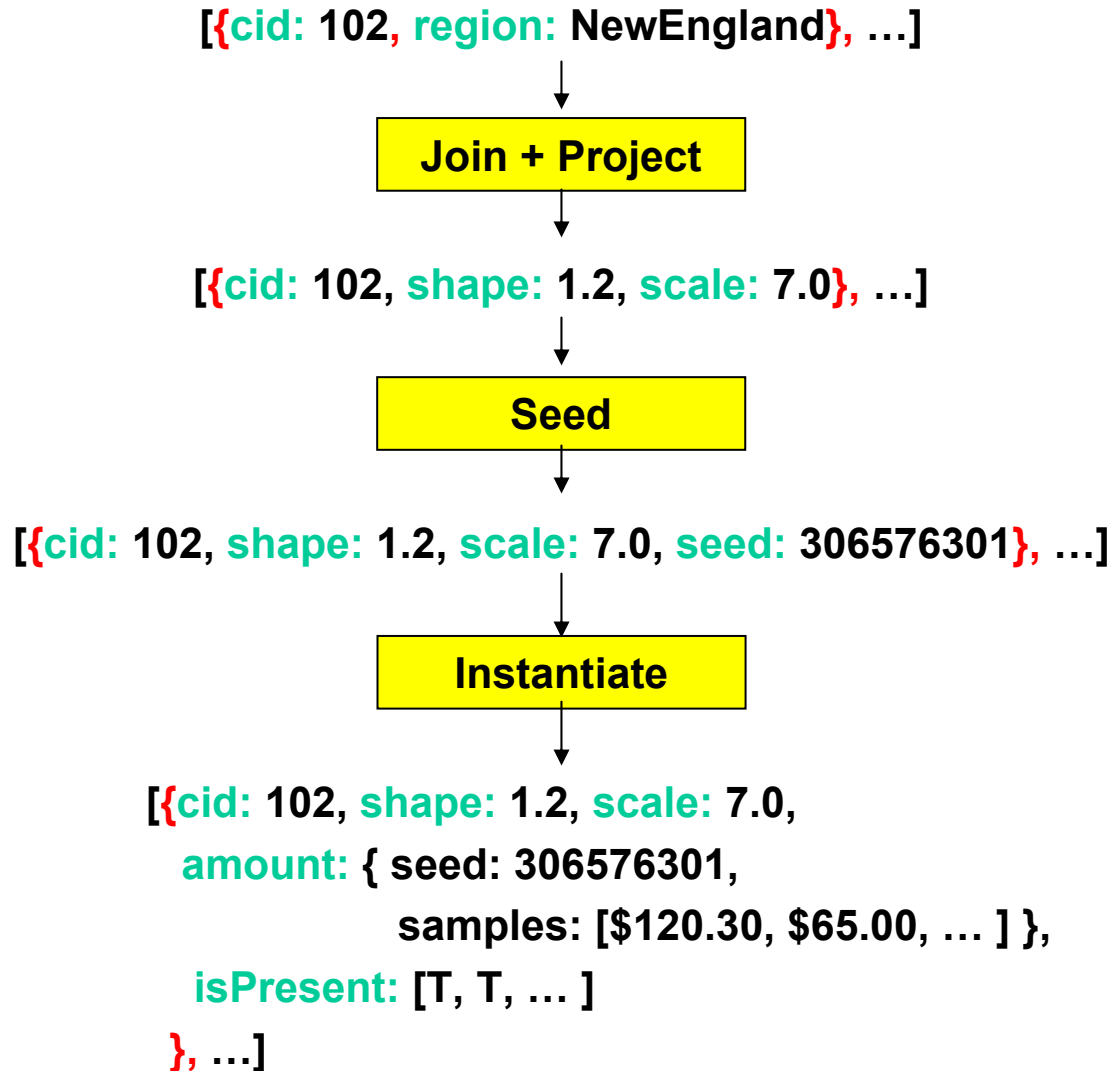 [{cid: 102, region: NewEngland}, …]
Join + Project
[{cid: 102, shape: 1.2, scale: 7.0}, …]
Seed
[{cid: 102, shape: 1.2, scale: 7.0, seed: 306576301}, …]
Instantiate
[{cid: 102, shape: 1.2, scale: 7.0,
amount: { seed: 306576301,
samples: [$120.30, $65.00, … ] },
isPresent: [T, T, … ]
}, …]